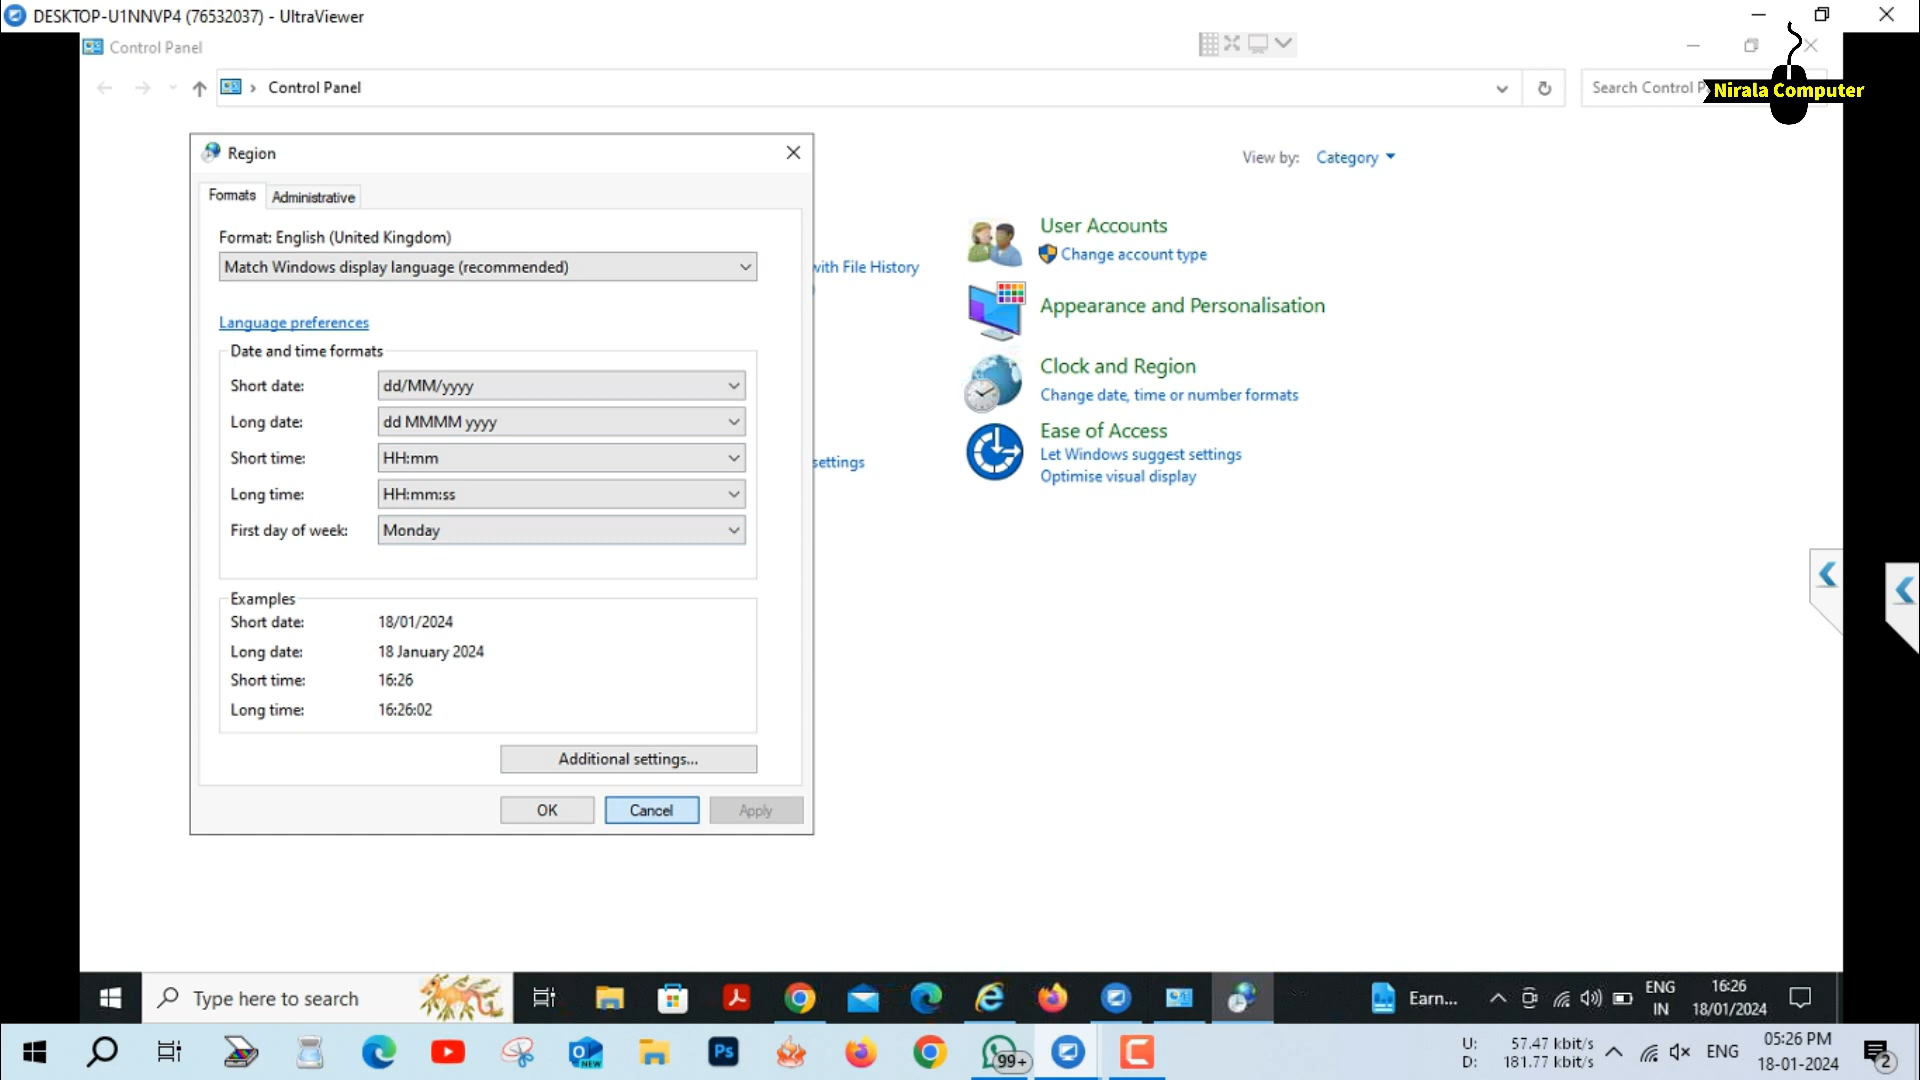 DESKTOP-U1NNVP4 (76532037) - UltraViewer
Control Panel
Control Panel
Search Control P
Nirala Computer
Region
View by: Category
Formats
Administrative
Format: English (United Kingdom)
Match Windows display language (recommended)
Language preferences
Date and time formats
Short date: dd/MM/yyyy
Long date: dd MMMM yyyy
Short time: HH:mm
Long time: HH:mm:ss
First day of week: Monday
Examples
Short date: 18/01/2024
Long date: 18 January 2024
Short time: 16:26
Long time: 16:26:02
Additional settings...
OK
Cancel
Apply
with File History
settings
User Accounts
Change account type
Appearance and Personalisation
Clock and Region
Change date, time or number formats
Ease of Access
Let Windows suggest settings
Optimise visual display
Type here to search
Earn...
ENG
IN
16:26
18/01/2024
Ps
NEW
99+
U: 57.47 kbit/s
D: 181.77 kbit/s
ENG
05:26 PM
18-01-2024
2